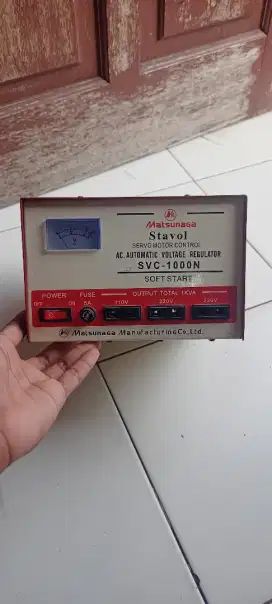 Matsunaga
Stavol
SERVO MOTOR CONTROL
AC. AUTOMATIC VOLTAGE REGULATOR
SVC-1000N
SOFT START
POWER
OFF ON
FUSE
5A
OUTPUT TOTAL 1KVA
110V 220V 220V
Matsunaga Manufacturing Co., Ltd.
V